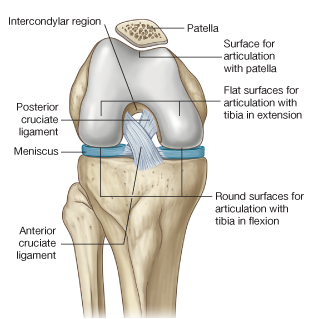 Intercondylar region
Patella
Surface for
articulation
with patella
Flat surfaces for
articulation with
tibia in extension
Posterior
cruciate
ligament
Meniscus
Round surfaces for
articulation with
tibia in flexion
Anterior
cruciate
ligament